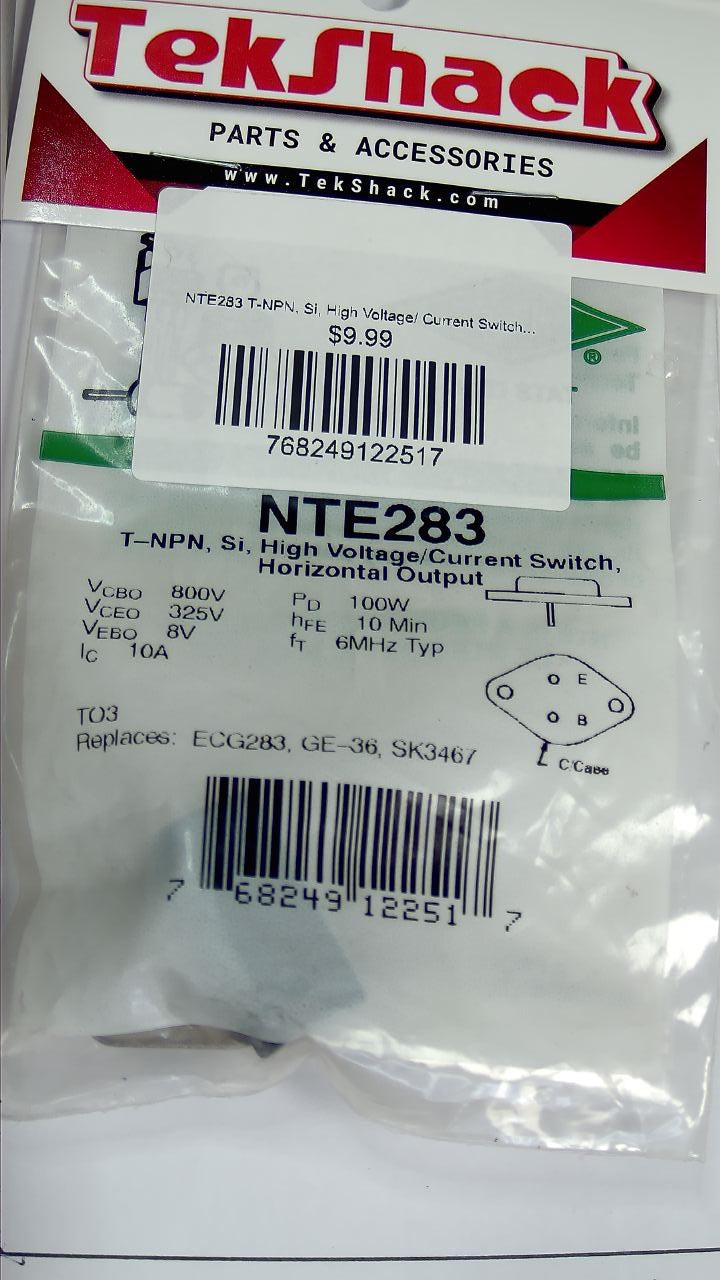 TekShack
PARTS & ACCESSORIES
www.TekShack.com
NTE283 T-NPN, Si, High Voltage/ Current Switch...
$9.99
768249122517
®
NTE283
T–NPN, Si, High Voltage/Current Switch,
Horizontal Output
VCBO 800V
VCEO 325V
VEBO 8V
IC 10A
PD 100W
hFE 10 Min
fT 6MHz Typ
E
B
C/Case
TO3
Replaces: ECG283, GE–36, SK3467
7 68249 12251 7